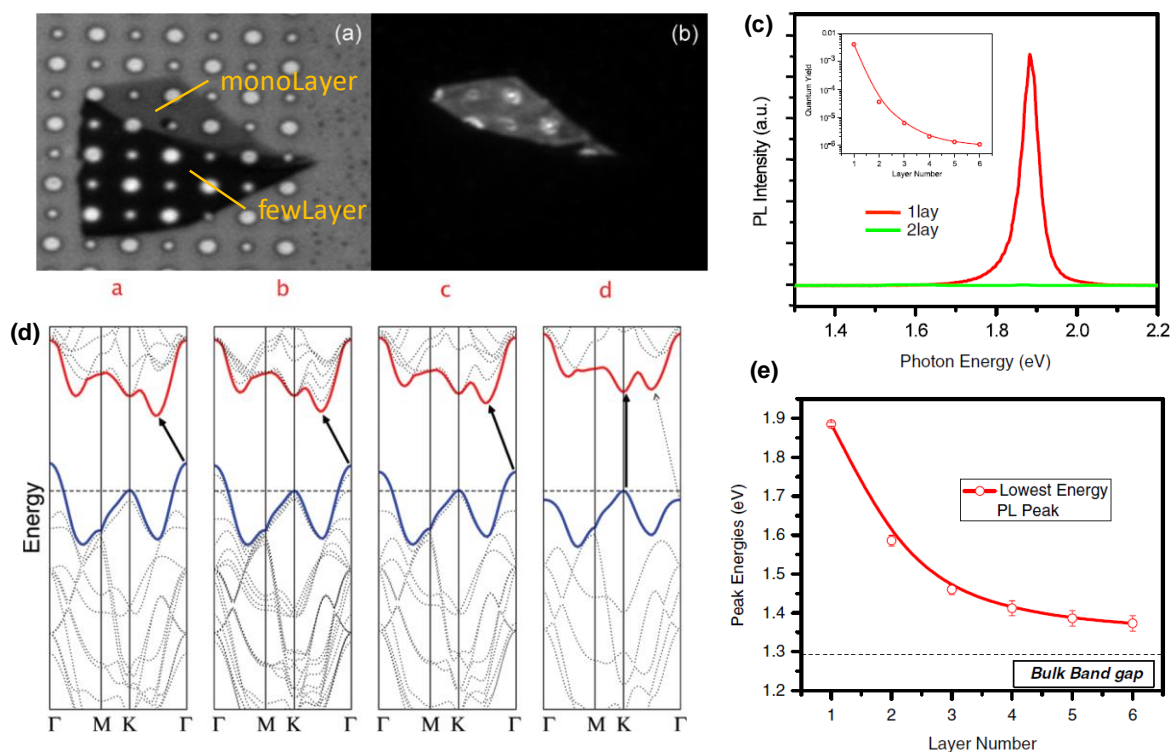 (a)
monoLayer
fewLayer
(b)
a b c d
(c)
PL Intensity (a.u.)
0.01
10⁻³
10⁻⁴
10⁻⁵
10⁻⁶
Quantum Yield
1 2 3 4 5 6
Layer Number
1lay
2lay
1.4 1.6 1.8 2.0 2.2
Photon Energy (eV)
(d)
Energy
Γ M K Γ Γ M K Γ Γ M K Γ Γ M K Γ
(e)
Peak Energies (eV)
1.9
1.8
1.7
1.6
1.5
1.4
1.3
1.2
Lowest Energy
PL Peak
Bulk Band gap
1 2 3 4 5 6
Layer Number